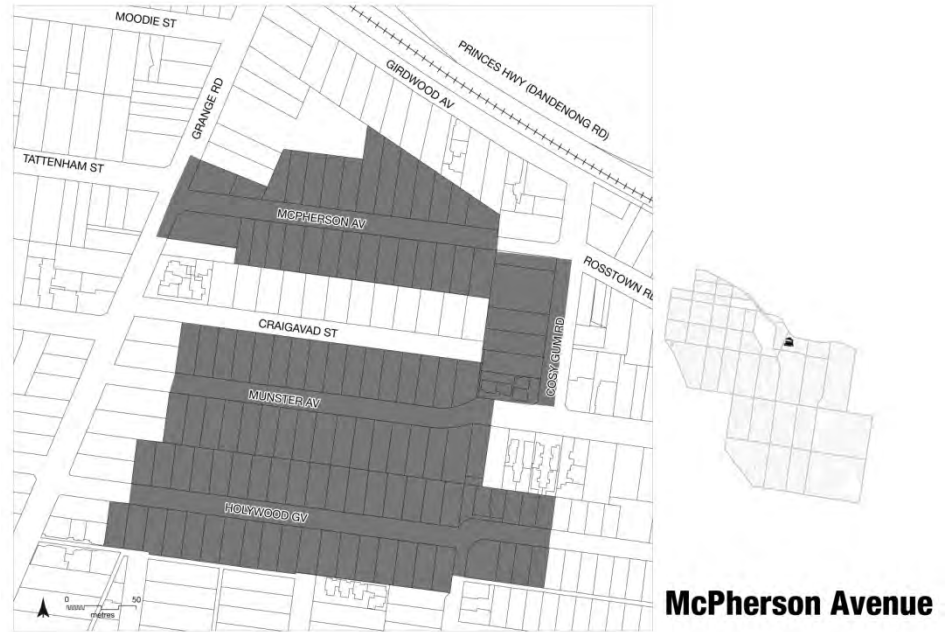 MOODIE ST
PRINCES HWY (DANDENONG RD)
GIRDWOOD AV
GRANGE RD
TATTENHAM ST
MCPHERSON AV
ROSSTOWN RD
CRAIGAVAD ST
COSY GUM RD
MUNSTER AV
HOLYWOOD GV
0 50
metres
McPherson Avenue